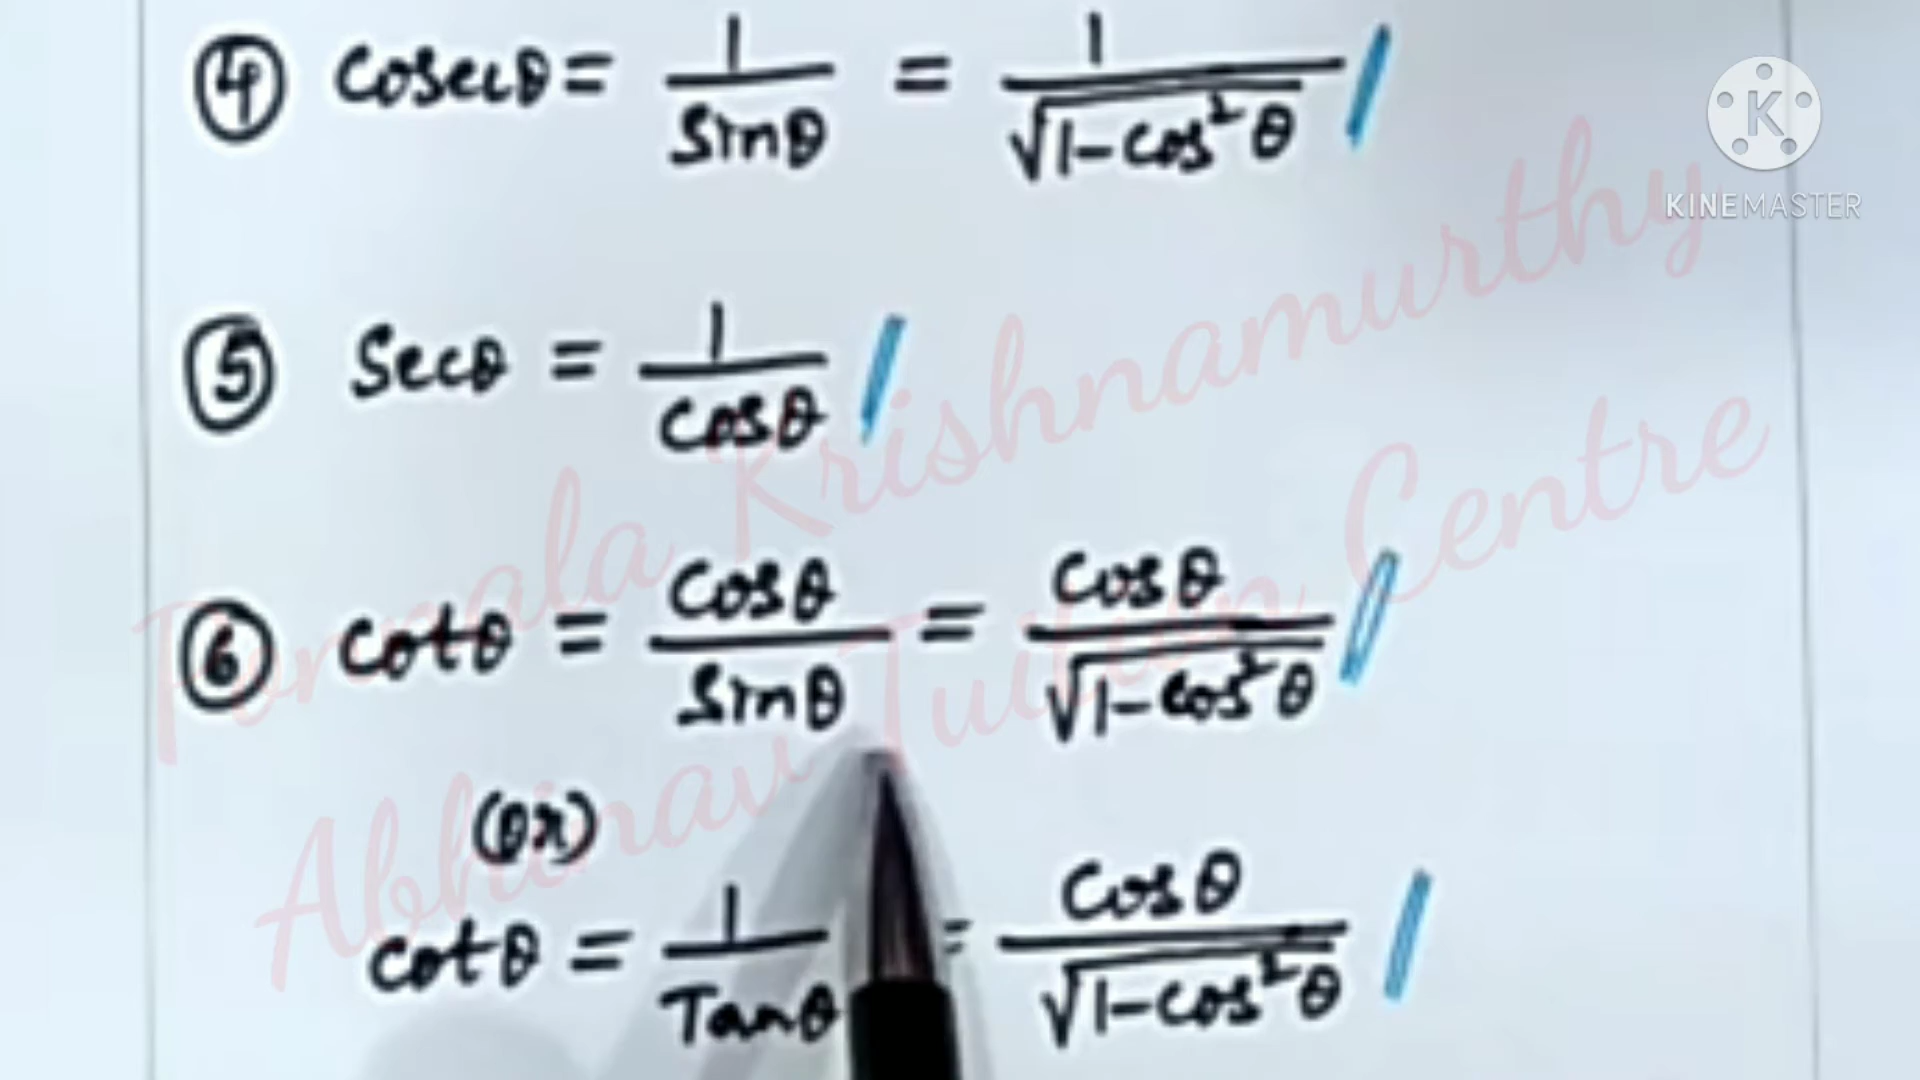 ④ cosecθ = 1/sinθ = 1/√(1-cos²θ)
K
KINEMASTER
⑤ secθ = 1/cosθ
⑥ cotθ = cosθ/sinθ = cosθ/√(1-cos²θ)
(or)
cotθ = 1/Tanθ = cosθ/√(1-cos²θ)
Krishnamurthy
Abhinav Tuition Centre